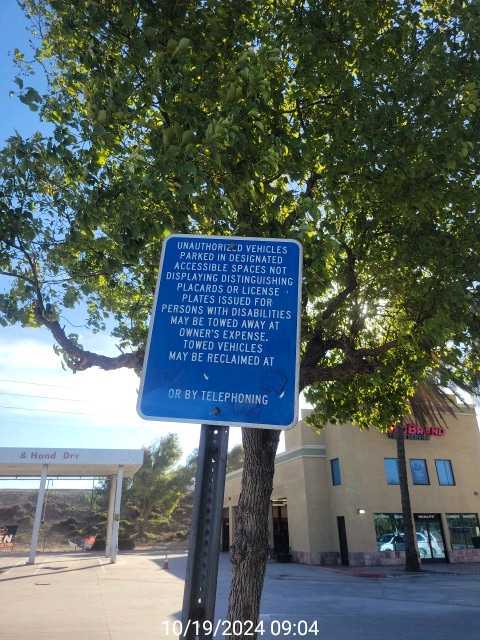 UNAUTHORIZED VEHICLES
PARKED IN DESIGNATED
ACCESSIBLE SPACES NOT
DISPLAYING DISTINGUISHING
PLACARDS OR LICENSE
PLATES ISSUED FOR
PERSONS WITH DISABILITIES
MAY BE TOWED AWAY AT
OWNER'S EXPENSE.
TOWED VEHICLES
MAY BE RECLAIMED AT
OR BY TELEPHONING
& Hand Dry
10/19/2024 09:04